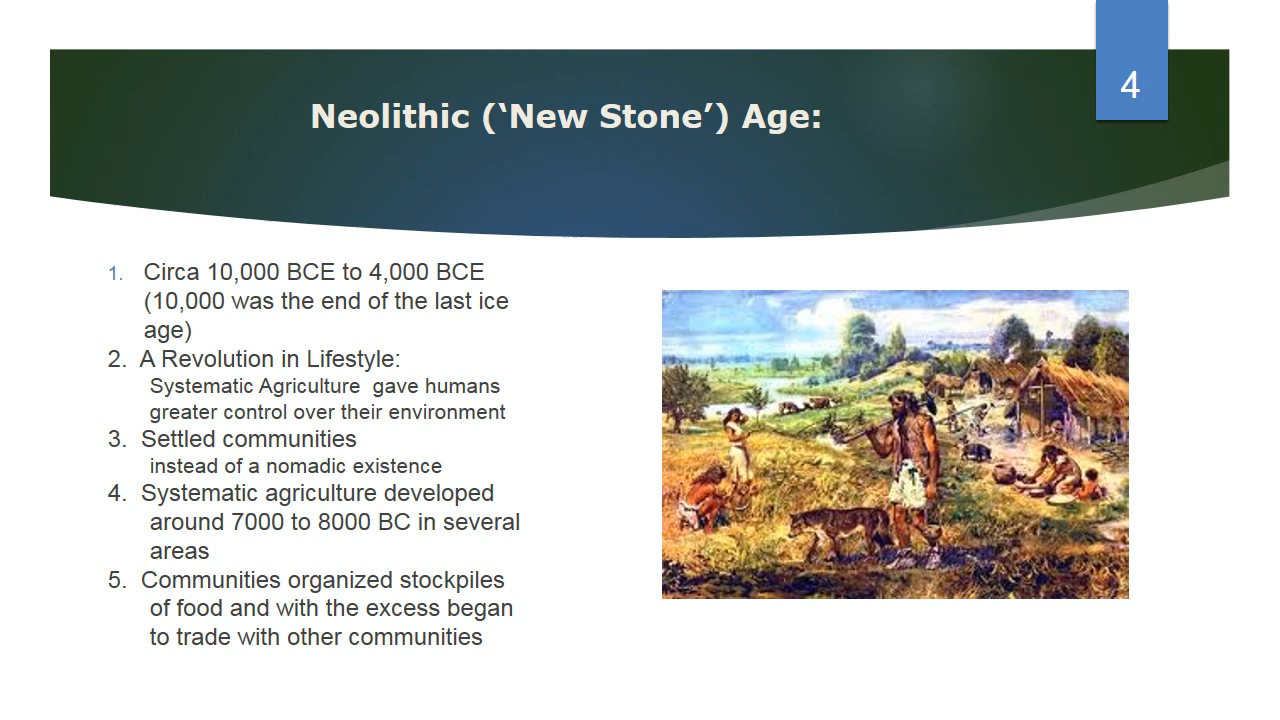 4
Neolithic (‘New Stone’) Age:
1. Circa 10,000 BCE to 4,000 BCE
(10,000 was the end of the last ice
age)
2. A Revolution in Lifestyle:
Systematic Agriculture  gave humans
greater control over their environment
3. Settled communities
instead of a nomadic existence
4. Systematic agriculture developed
around 7000 to 8000 BC in several
areas
5. Communities organized stockpiles
of food and with the excess began
to trade with other communities